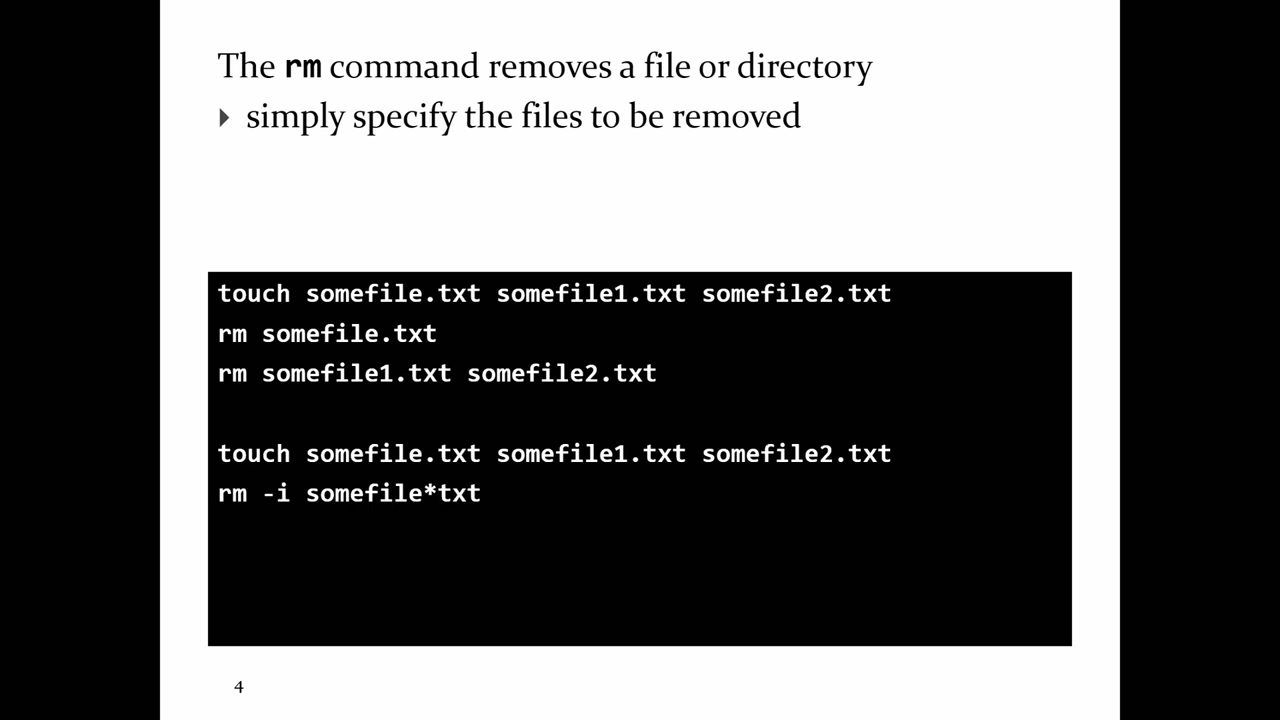 The rm command removes a file or directory
simply specify the files to be removed
touch somefile.txt somefile1.txt somefile2.txt
rm somefile.txt
rm somefile1.txt somefile2.txt
touch somefile.txt somefile1.txt somefile2.txt
rm -i somefile*txt
4